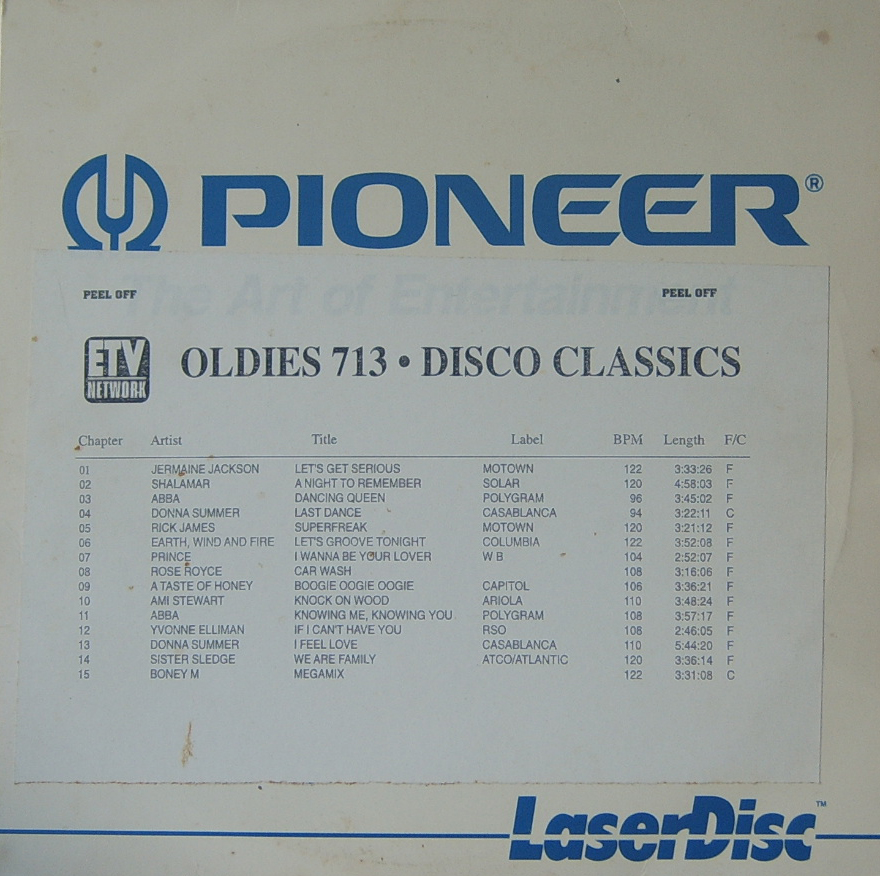 PIONEER®
The Art of Entertainment
PEEL OFF PEEL OFF
ETV NETWORK OLDIES 713 • DISCO CLASSICS
Chapter Artist Title Label BPM Length F/C
01 JERMAINE JACKSON LET'S GET SERIOUS MOTOWN 122 3:33:26 F
02 SHALAMAR A NIGHT TO REMEMBER SOLAR 120 4:58:03 F
03 ABBA DANCING QUEEN POLYGRAM 96 3:45:02 F
04 DONNA SUMMER LAST DANCE CASABLANCA 94 3:22:11 C
05 RICK JAMES SUPERFREAK MOTOWN 120 3:21:12 F
06 EARTH, WIND AND FIRE LET'S GROOVE TONIGHT COLUMBIA 122 3:52:08 F
07 PRINCE I WANNA BE YOUR LOVER W B 104 2:52:07 F
08 ROSE ROYCE CAR WASH 108 3:16:06 F
09 A TASTE OF HONEY BOOGIE OOGIE OOGIE CAPITOL 106 3:36:21 F
10 AMI STEWART KNOCK ON WOOD ARIOLA 110 3:48:24 F
11 ABBA KNOWING ME, KNOWING YOU POLYGRAM 108 3:57:17 F
12 YVONNE ELLIMAN IF I CAN'T HAVE YOU RSO 108 2:46:05 F
13 DONNA SUMMER I FEEL LOVE CASABLANCA 110 5:44:20 F
14 SISTER SLEDGE WE ARE FAMILY ATCO/ATLANTIC 120 3:36:14 F
15 BONEY M MEGAMIX 122 3:31:08 C
LaserDisc™